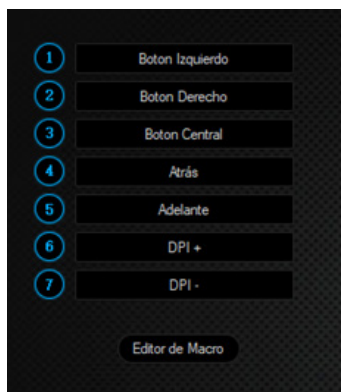 1 Boton Izquierdo
2 Boton Derecho
3 Boton Central
4 Atrás
5 Adelante
6 DPI +
7 DPI -
Editor de Macro